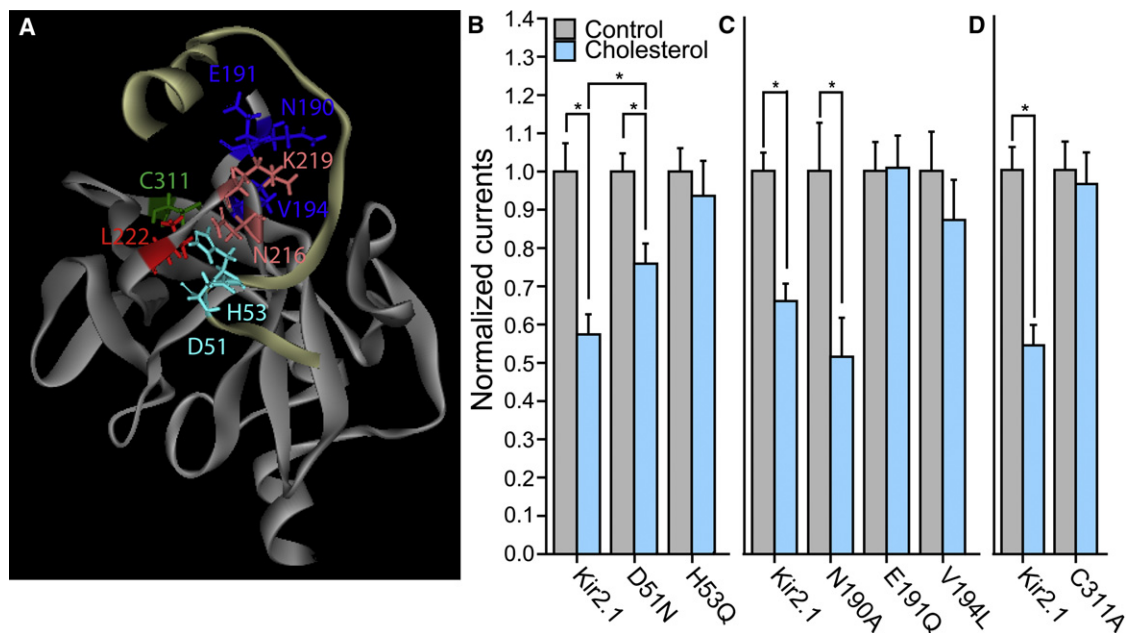 A
E191
N190
K219
C311
V194
L222
N216
H53
D51
B
Control
Cholesterol
C
D
Normalized currents
1.4
1.3
1.2
1.1
1.0
0.9
0.8
0.7
0.6
0.5
0.4
0.3
0.2
0.1
0.0
*
*
*
*
*
*
Kir2.1
D51N
H53Q
Kir2.1
N190A
E191Q
V194L
Kir2.1
C311A